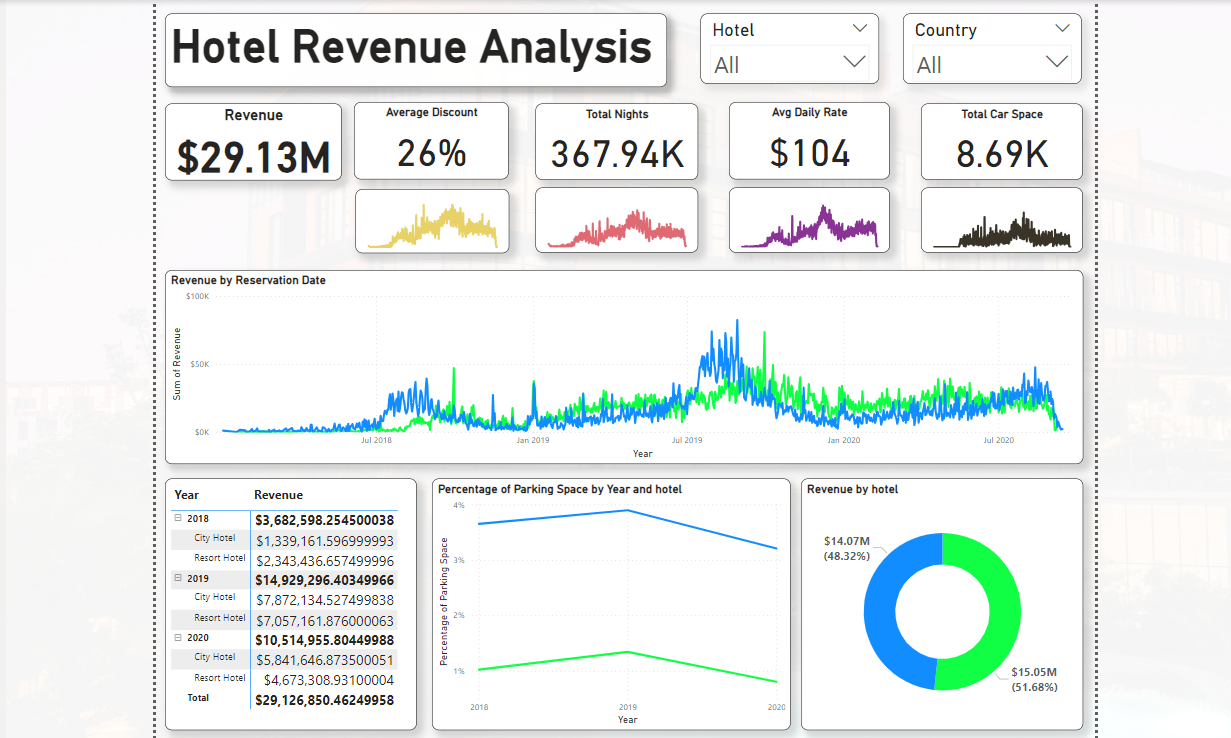 Hotel Revenue Analysis
Hotel
All
Country
All
Revenue
$29.13M
Average Discount
26%
Total Nights
367.94K
Avg Daily Rate
$104
Total Car Space
8.69K
Revenue by Reservation Date
Sum of Revenue
$100K
$50K
$0K
Jul 2018 Jan 2019 Jul 2019 Jan 2020 Jul 2020
Year
Year Revenue
2018 $3,682,598.254500038
City Hotel $1,339,161.596999993
Resort Hotel $2,343,436.657499996
2019 $14,929,296.40349966
City Hotel $7,872,134.527499838
Resort Hotel $7,057,161.876000063
2020 $10,514,955.80449988
City Hotel $5,841,646.873500051
Resort Hotel $4,673,308.93100004
Total $29,126,850.46249958
Percentage of Parking Space by Year and hotel
Percentage of Parking Space
4%
3%
2%
1%
2018 2019 2020
Year
Revenue by hotel
$14.07M
(48.32%)
$15.05M
(51.68%)